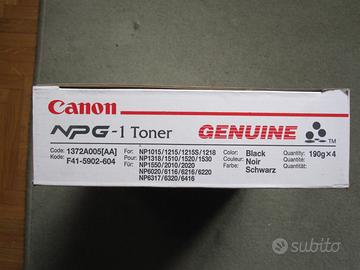 Canon
NPG-1 Toner GENUINE
Code: 1372A005[AA] For: NP1015/1215/1215S/1218 Color: Black Quantity:
Kode: F41-5902-604 Pour: NP1318/1510/1520/1530 Couleur: Noir Quantité: 190g×4
Für: NP1550/2010/2020 Farbe: Schwarz Quantity:
NP6020/6116/6216/6220
NP6317/6320/6416
subito